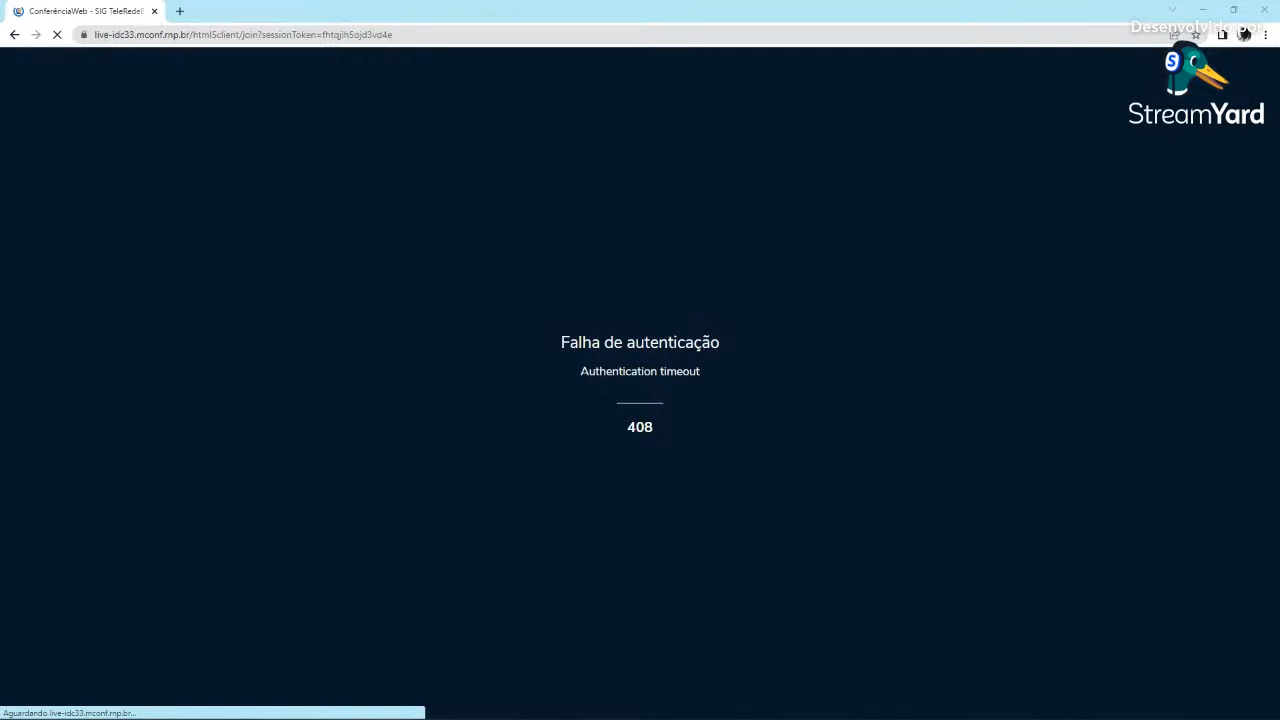 ConferênciaWeb - SIG TeleRede
live-idc33.mconf.rnp.br/html5client/join?sessionToken=fhtqjih5ojd3vd4e
Desenvolvido por
S
StreamYard
Falha de autenticação
Authentication timeout
408
Aguardando live-idc33.mconf.rnp.br...